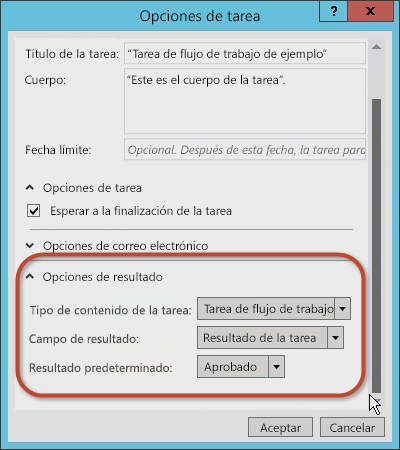 Opciones de tarea
?
x
Título de la tarea: "Tarea de flujo de trabajo de ejemplo"
Cuerpo: "Este es el cuerpo de la tarea".
Fecha límite: Opcional. Después de esta fecha, la tarea para
Opciones de tarea
Esperar a la finalización de la tarea
Opciones de correo electrónico
Opciones de resultado
Tipo de contenido de la tarea: Tarea de flujo de trabajo
Campo de resultado: Resultado de la tarea
Resultado predeterminado: Aprobado
Aceptar Cancelar